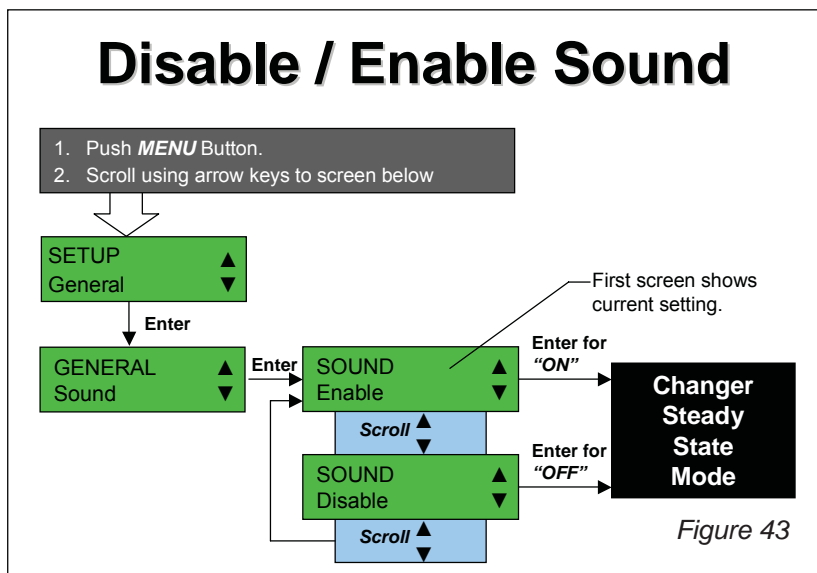 Disable / Enable Sound
1. Push MENU Button.
2. Scroll using arrow keys to screen below
SETUP
General
Enter
GENERAL
Sound
Enter
First screen shows
current setting.
SOUND
Enable
Enter for
"ON"
Scroll
SOUND
Disable
Enter for
"OFF"
Scroll
Changer
Steady
State
Mode
Figure 43